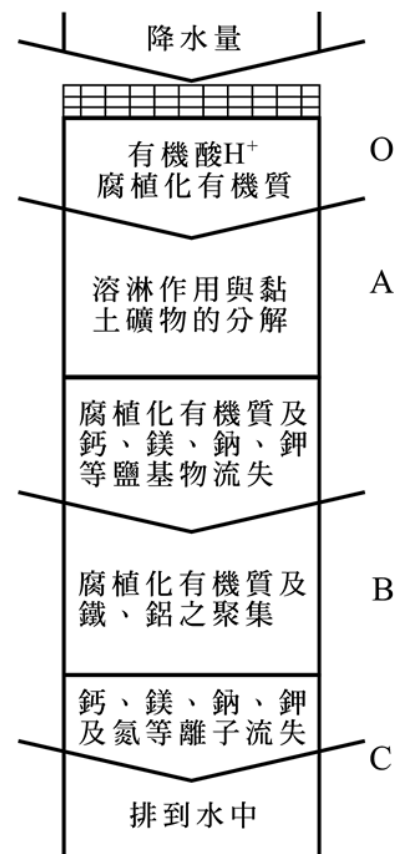 降水量
有機酸H⁺
腐植化有機質
O
溶淋作用與黏
土礦物的分解
A
腐植化有機質及
鈣、鎂、鈉、鉀
等鹽基物流失
腐植化有機質及
鐵、鋁之聚集
B
鈣、鎂、鈉、鉀
及氮等離子流失
C
排到水中